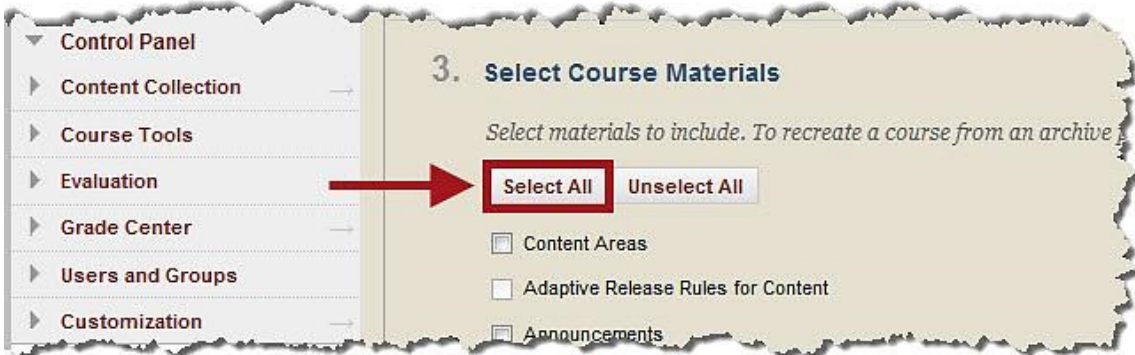 Control Panel
Content Collection
Course Tools
Evaluation
Grade Center
Users and Groups
Customization
3. Select Course Materials
Select materials to include. To recreate a course from an archive
Select All Unselect All
Content Areas
Adaptive Release Rules for Content
Announcements